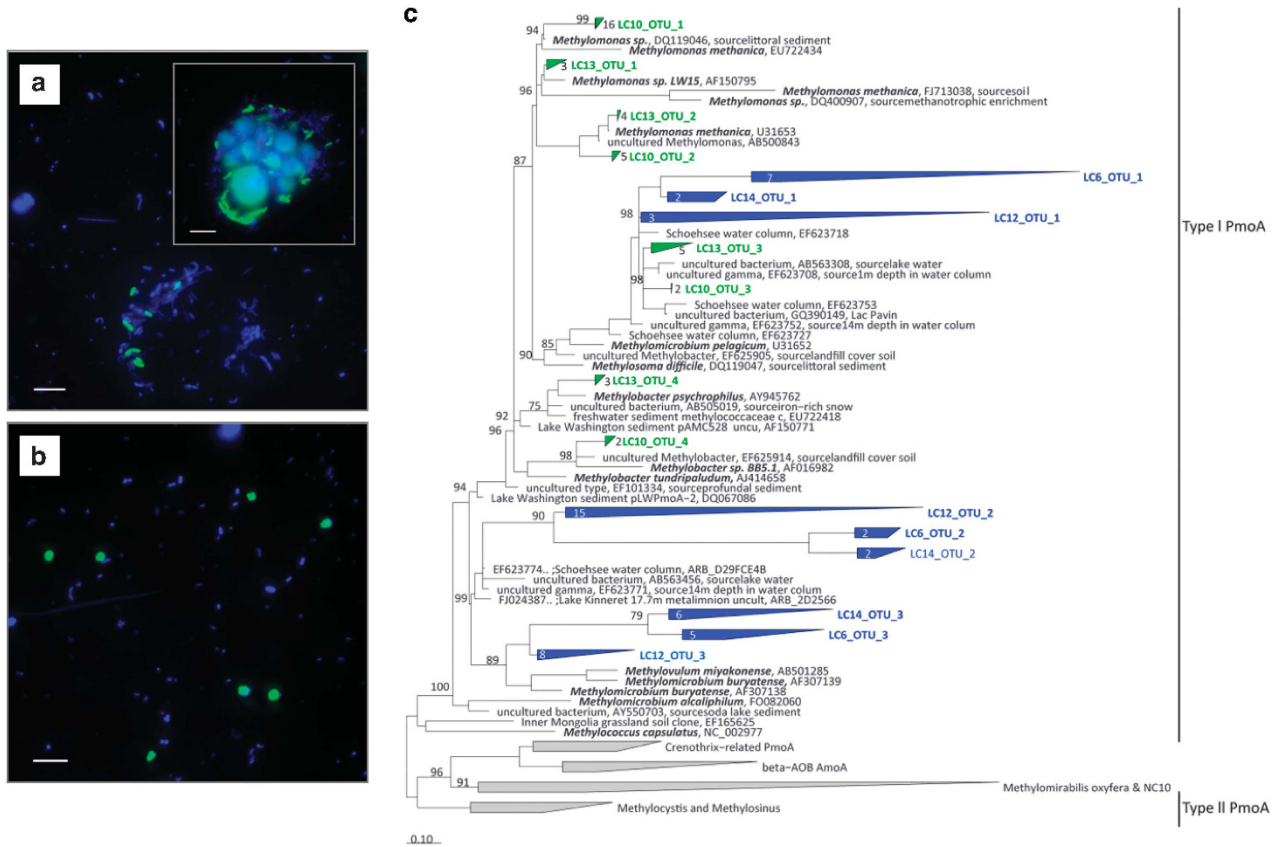 a
b
c
99
16 LC10_OTU_1
94
Methylomonas sp., DQ119046, sourcelittoral sediment
Methylomonas methanica, EU722434
3 LC13_OTU_1
Methylomonas sp. LW15, AF150795
96
Methylomonas methanica, FJ713038, sourcesoil
Methylomonas sp., DQ400907, sourcemethanotrophic enrichment
4 LC13_OTU_2
Methylomonas methanica, U31653
uncultured Methylomonas, AB500843
5 LC10_OTU_2
87
7 LC6_OTU_1
2 LC14_OTU_1
98
3 LC12_OTU_1
Schoehsee water column, EF623718
5 LC13_OTU_3
uncultured bacterium, AB563308, sourcelake water
uncultured gamma, EF623708, source1m depth in water column
98
2 LC10_OTU_3
Schoehsee water column, EF623753
uncultured bacterium, GQ390149, Lac Pavin
uncultured gamma, EF623752, source14m depth in water colum
Schoehsee water column, EF623727
85
Methylomicrobium pelagicum, U31652
90
uncultured Methylobacter, EF625905, sourcelandfill cover soil
Methylosoma difficile, DQ119047, sourcelittoral sediment
3 LC13_OTU_4
Methylobacter psychrophilus, AY945762
75
uncultured bacterium, AB505019, sourceiron-rich snow
92
freshwater sediment methylococcaceae c, EU722418
96
Lake Washington sediment pAMC528 uncu, AF150771
2 LC10_OTU_4
98
uncultured Methylobacter, EF625914, sourcelandfill cover soil
Methylobacter sp. BB5.1, AF016982
Methylobacter tundripaludum, AJ414658
94
uncultured type, EF101334, sourceprofundal sediment
Lake Washington sediment pLWPmoA-2, DQ067086
90
15 LC12_OTU_2
2 LC6_OTU_2
2 LC14_OTU_2
EF623774.. ;Schoehsee water column, ARB_D29FCE4B
uncultured bacterium, AB563456, sourcelake water
uncultured gamma, EF623771, source14m depth in water colum
99
FJ024387.. ;Lake Kinneret 17.7m metalimnion uncult, ARB_2D2566
79
6 LC14_OTU_3
5 LC6_OTU_3
89
8 LC12_OTU_3
Methylovulum miyakonense, AB501285
Methylomicrobium buryatense, AF307139
Methylomicrobium buryatense, AF307138
100
Methylomicrobium alcaliphilum, FO082060
uncultured bacterium, AY550703, sourcesoda lake sediment
Inner Mongolia grassland soil clone, EF165625
Methylococcus capsulatus, NC_002977
Crenothrix-related PmoA
96
beta-AOB AmoA
91
Methylomirabilis oxyfera & NC10
Methylocystis and Methylosinus
0.10
Type I PmoA
Type II PmoA